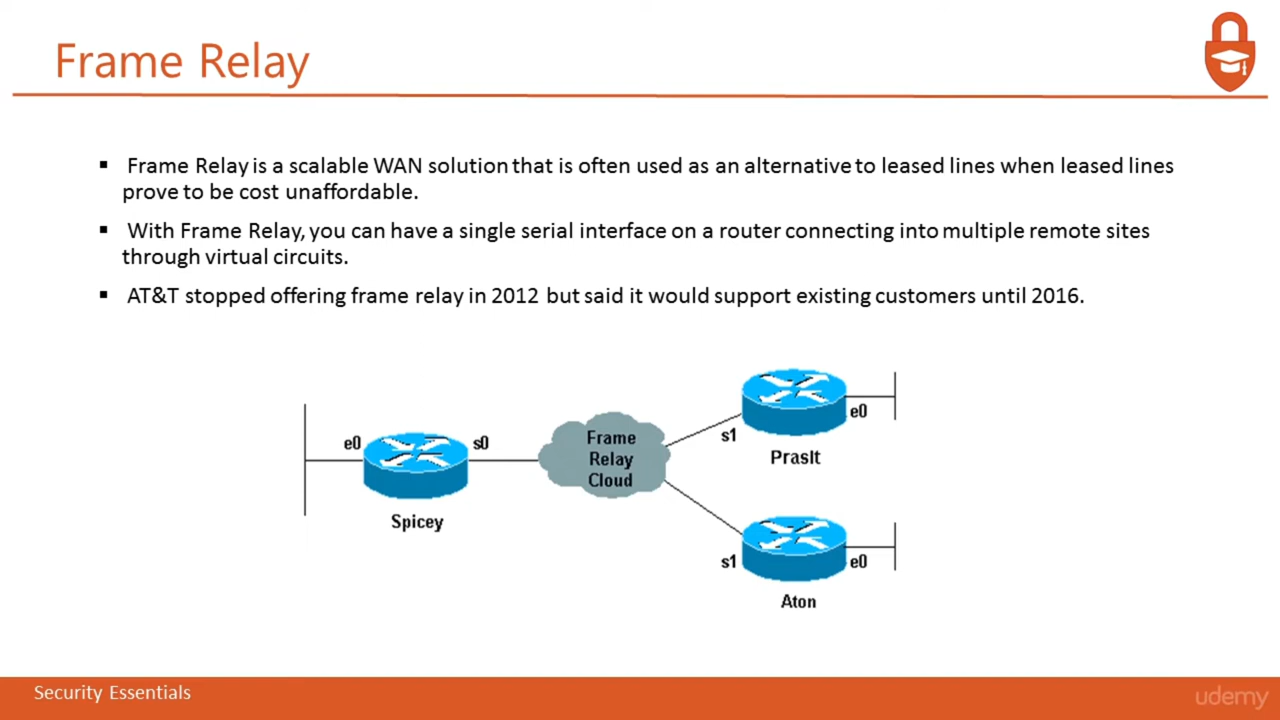 Frame Relay
▪ Frame Relay is a scalable WAN solution that is often used as an alternative to leased lines when leased lines
prove to be cost unaffordable.
▪ With Frame Relay, you can have a single serial interface on a router connecting into multiple remote sites
through virtual circuits.
▪ AT&T stopped offering frame relay in 2012 but said it would support existing customers until 2016.
e0
s0
Spicey
Frame
Relay
Cloud
s1
e0
PrasIt
s1
e0
Aton
Security Essentials
udemy